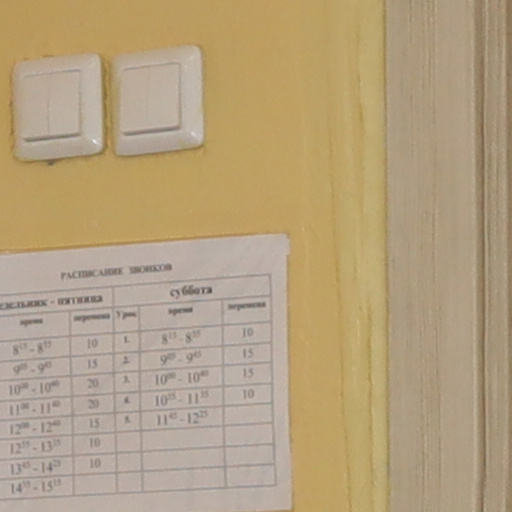 РАСПИСАНИЕ ЗВОНКОВ
едельник - пятница суббота
время перемена Урок время перемена
8¹⁵ - 8⁵⁵ 10 1. 8¹⁵ - 8⁵⁵ 10
9⁰⁵ - 9⁴⁵ 15 2. 9⁰⁵ - 9⁴⁵ 15
10⁰⁰ - 10⁴⁰ 20 3. 10⁰⁰ - 10⁴⁰ 15
11⁰⁰ - 11⁴⁰ 20 4. 10⁵⁵ - 11³⁵ 10
12⁰⁰ - 12⁴⁰ 15 5. 11⁴⁵ - 12²⁵
12⁵⁵ - 13³⁵ 10
13⁴⁵ - 14²⁵ 10
14³⁵ - 15¹⁵